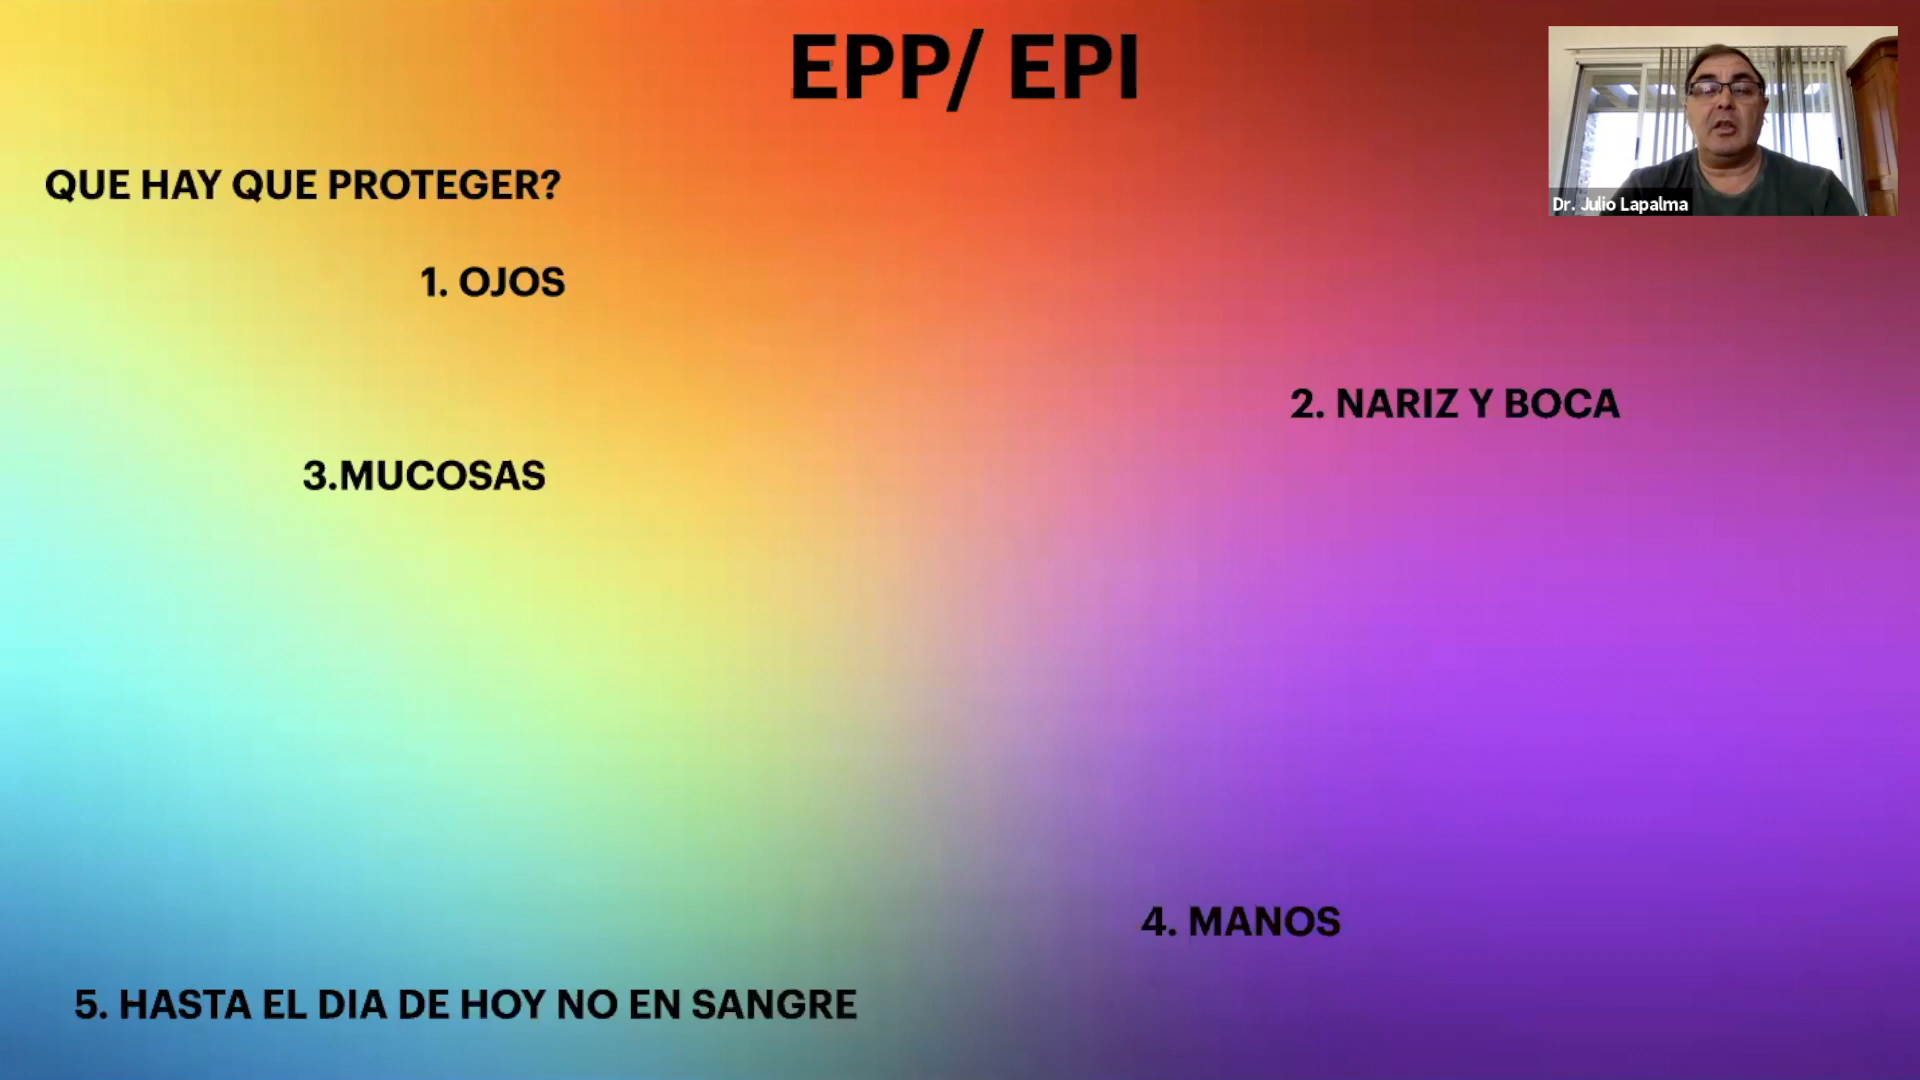 EPP/ EPI
Dr. Julio Lapalma
QUE HAY QUE PROTEGER?
1. OJOS
2. NARIZ Y BOCA
3.MUCOSAS
4. MANOS
5. HASTA EL DIA DE HOY NO EN SANGRE